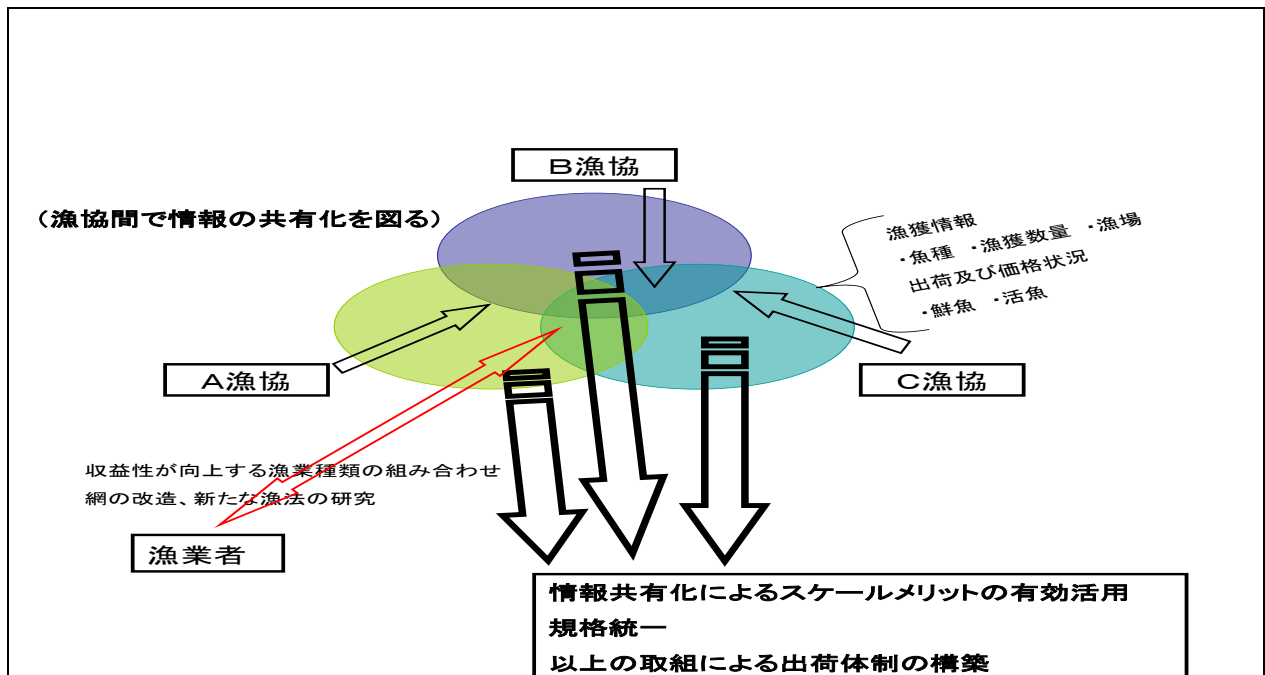 B漁協
(漁協間で情報の共有化を図る)
漁獲情報
・魚種 ・漁獲数量 ・漁場
出荷及び価格状況
・鮮魚 ・活魚
A漁協
C漁協
収益性が向上する漁業種類の組み合わせ
網の改造、新たな漁法の研究
漁業者
情報共有化によるスケールメリットの有効活用
規格統一
以上の取組による出荷体制の構築